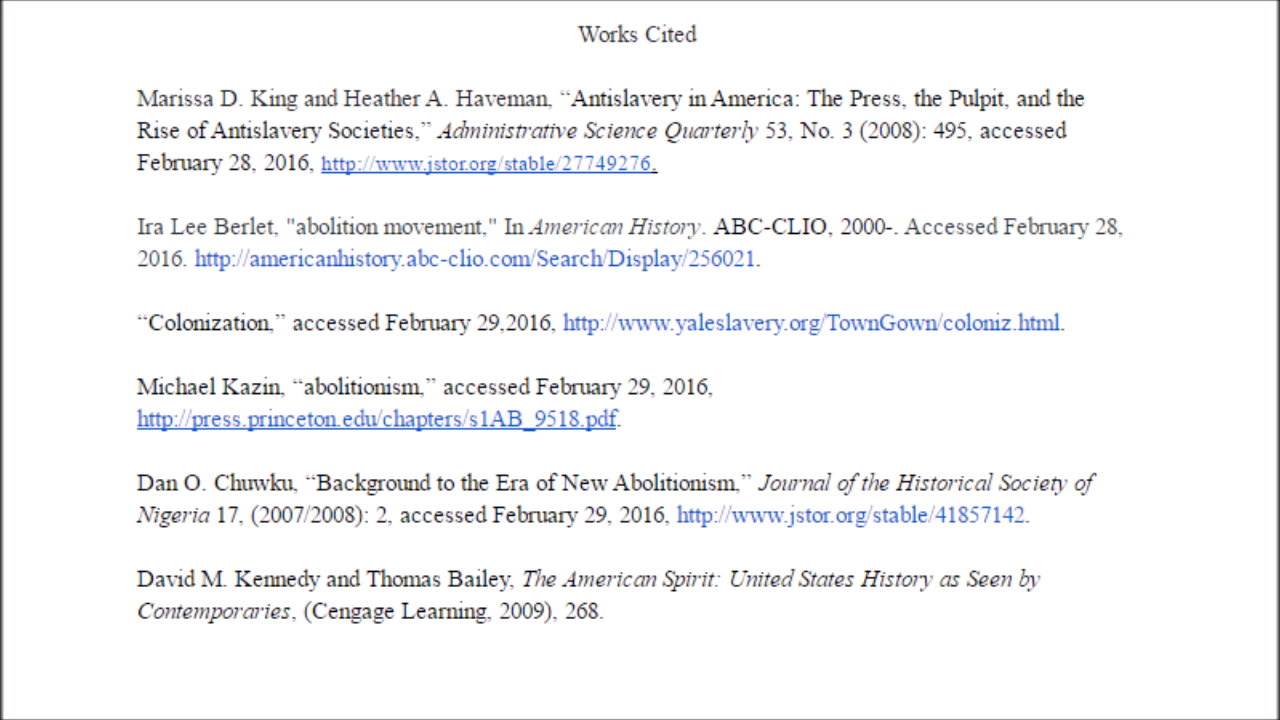 Works Cited
Marissa D. King and Heather A. Haveman, “Antislavery in America: The Press, the Pulpit, and the
Rise of Antislavery Societies,” Administrative Science Quarterly 53, No. 3 (2008): 495, accessed
February 28, 2016, http://www.jstor.org/stable/27749276.
Ira Lee Berlet, "abolition movement," In American History. ABC-CLIO, 2000-. Accessed February 28,
2016. http://americanhistory.abc-clio.com/Search/Display/256021.
“Colonization,” accessed February 29,2016, http://www.yaleslavery.org/TownGown/coloniz.html.
Michael Kazin, “abolitionism,” accessed February 29, 2016,
http://press.princeton.edu/chapters/s1AB_9518.pdf.
Dan O. Chuwku, “Background to the Era of New Abolitionism,” Journal of the Historical Society of
Nigeria 17, (2007/2008): 2, accessed February 29, 2016, http://www.jstor.org/stable/41857142.
David M. Kennedy and Thomas Bailey, The American Spirit: United States History as Seen by
Contemporaries, (Cengage Learning, 2009), 268.